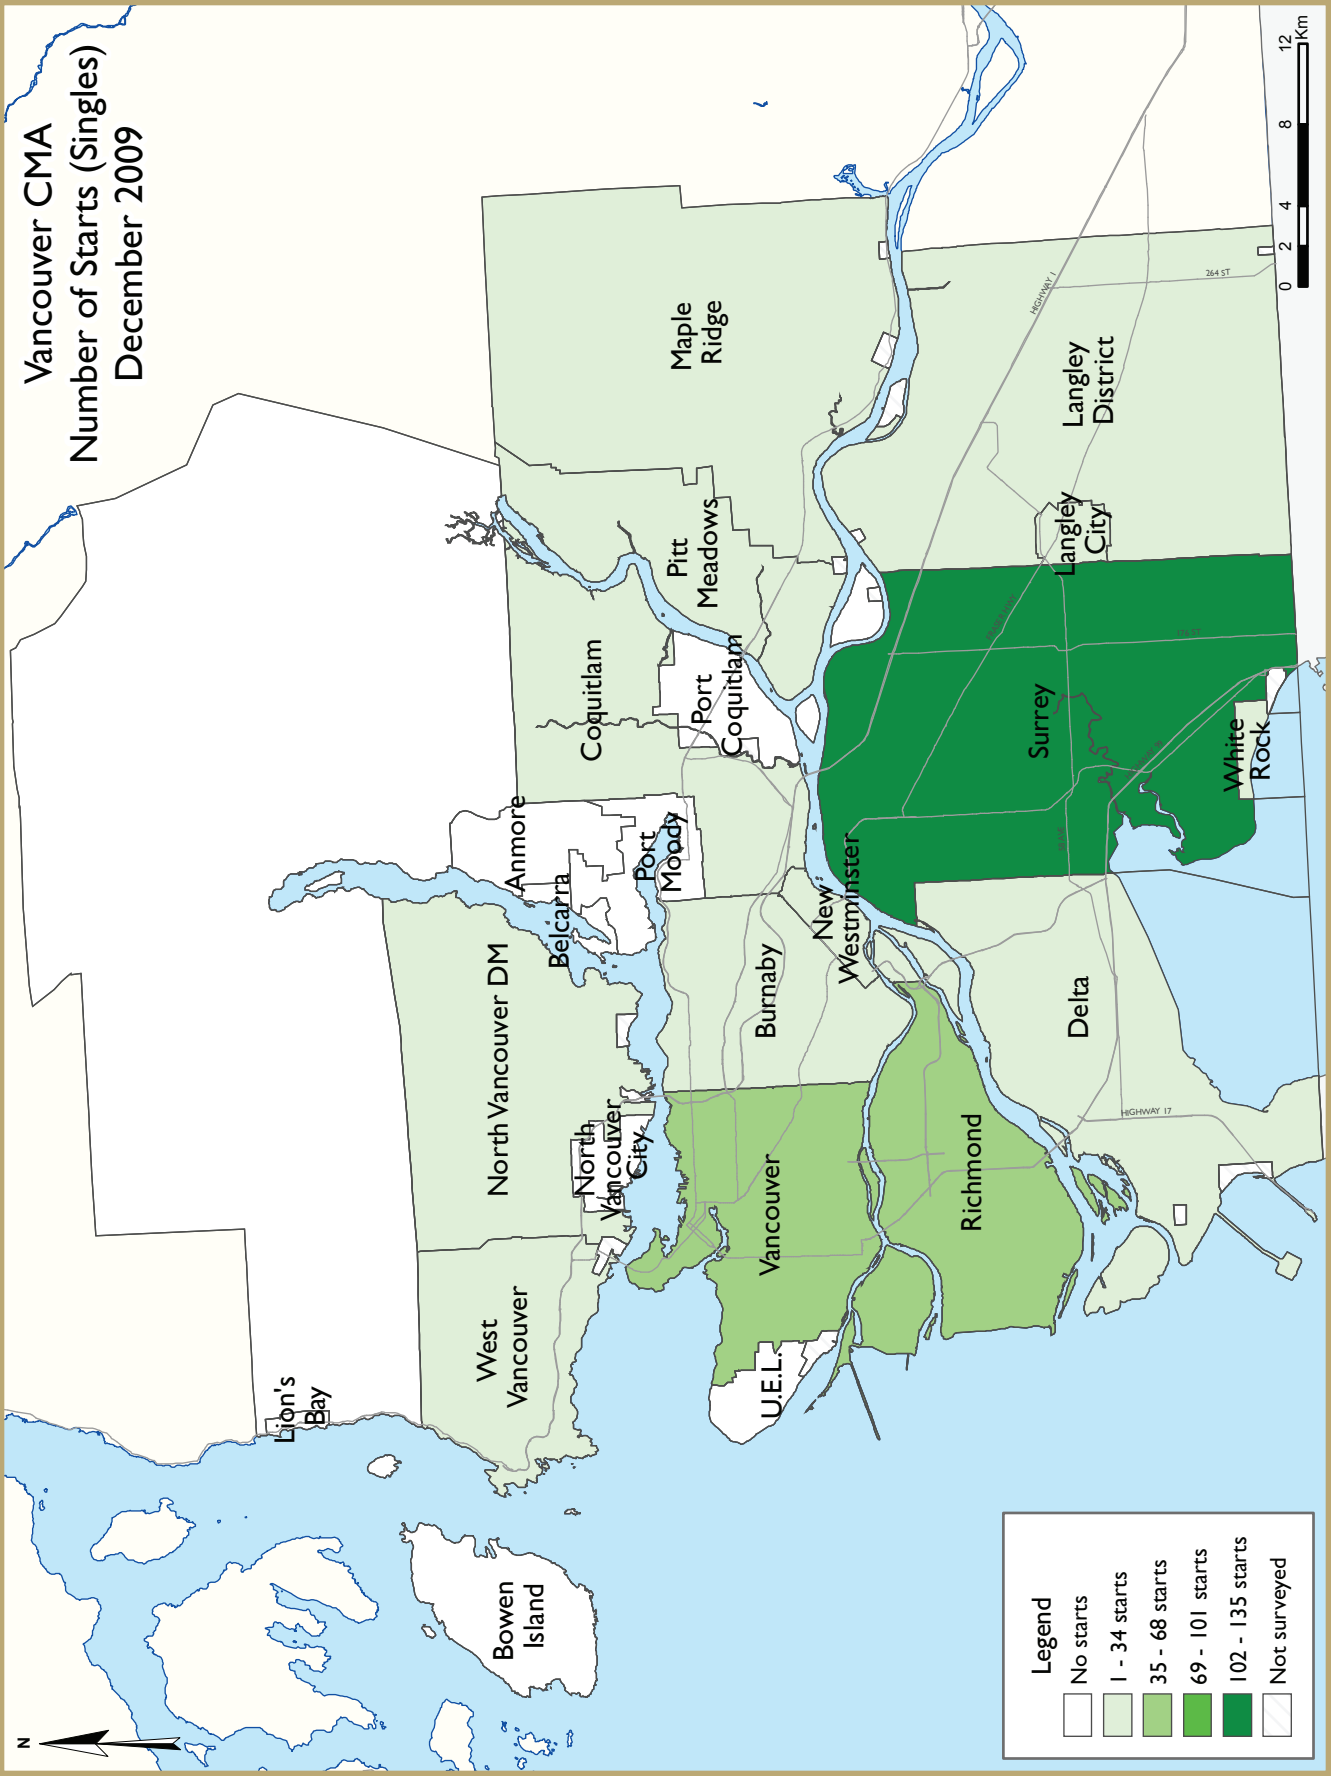 Vancouver CMA
Number of Starts (Singles)
December 2009
N
Lion's
Bay
Bowen
Island
West
Vancouver
North Vancouver DM
North
Vancouver
City
Belcarra
Anmore
Port
Moody
Coquitlam
Port
Coquitlam
Pitt
Meadows
Maple
Ridge
U.E.L.
Vancouver
Burnaby
New
Westminster
Richmond
Delta
Surrey
White
Rock
Langley
City
Langley
District
HIGHWAY 1
264 ST
HIGHWAY 17
176 ST
0 2 4 8 12
Km
Legend
No starts
1 - 34 starts
35 - 68 starts
69 - 101 starts
102 - 135 starts
Not surveyed